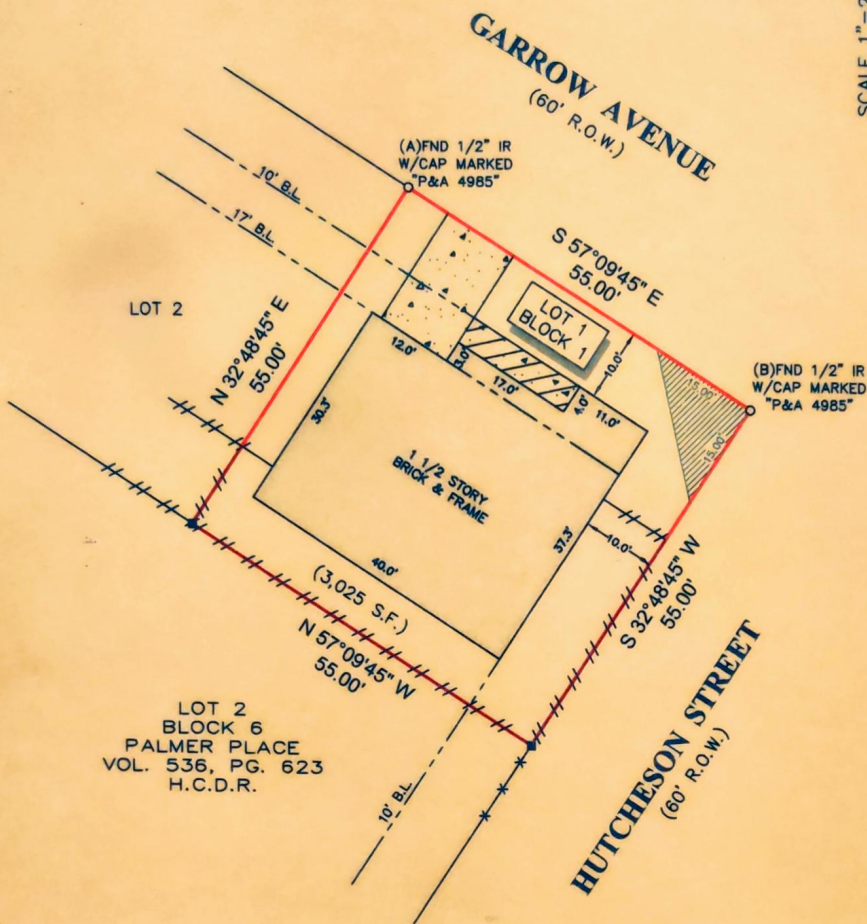 GARROW AVENUE
(60' R.O.W.)
(A)FND 1/2" IR
W/CAP MARKED
"P&A 4985"
10' B.L.
17' B.L.
S 57°09'45" E
55.00'
LOT 1
BLOCK 1
LOT 2
N 32°48'45" E
55.00'
(B)FND 1/2" IR
W/CAP MARKED
"P&A 4985"
15.00'
15.00'
10.0'
12.0'
17.0'
11.0'
30.3'
1 1/2 STORY
BRICK & FRAME
37.3'
10.0'
40.0'
(3,025 S.F.)
N 57°09'45" W
55.00'
S 32°48'45" W
55.00'
LOT 2
BLOCK 6
PALMER PLACE
VOL. 536, PG. 623
H.C.D.R.
10' B.L.
HUTCHESON STREET
(60' R.O.W.)